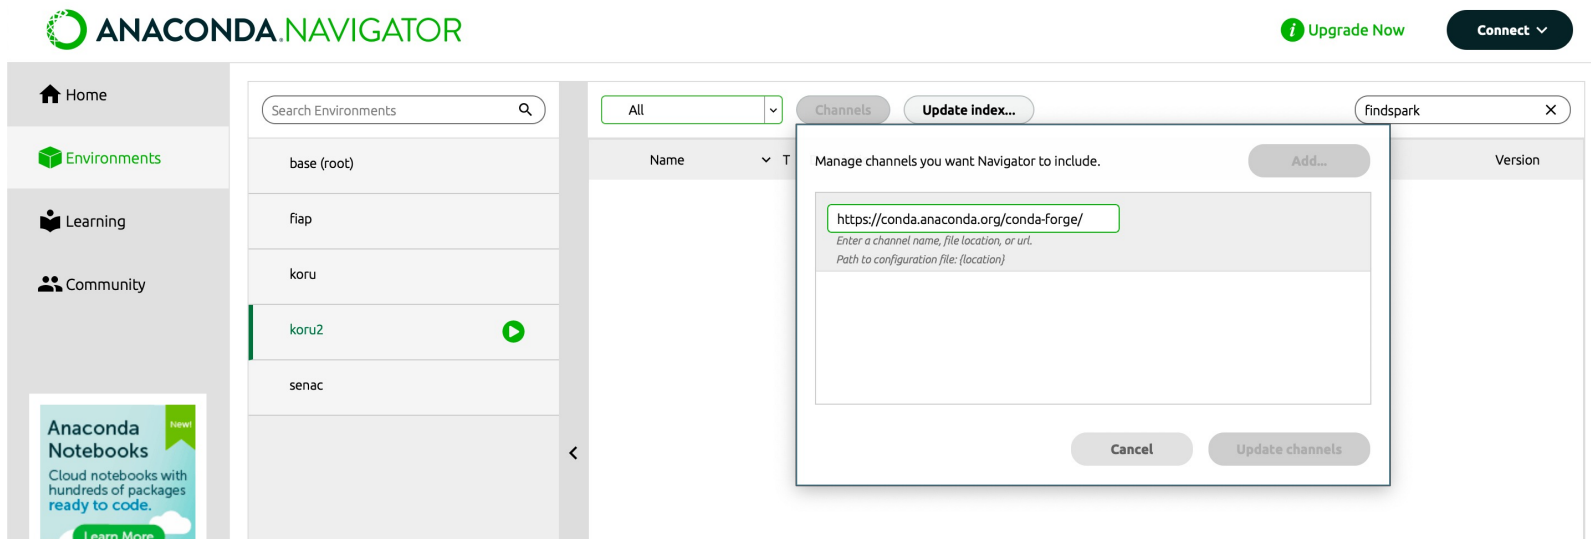 ANACONDA.NAVIGATOR
i Upgrade Now
Connect
Home
Environments
Learning
Community
Anaconda Notebooks New!
Cloud notebooks with
hundreds of packages
ready to code.
Learn More
Search Environments
base (root)
fiap
koru
koru2
senac
All
Channels
Update index...
findspark
Name
T
Version
Manage channels you want Navigator to include.
Add...
https://conda.anaconda.org/conda-forge/
Enter a channel name, file location, or url.
Path to configuration file: {location}
Cancel
Update channels